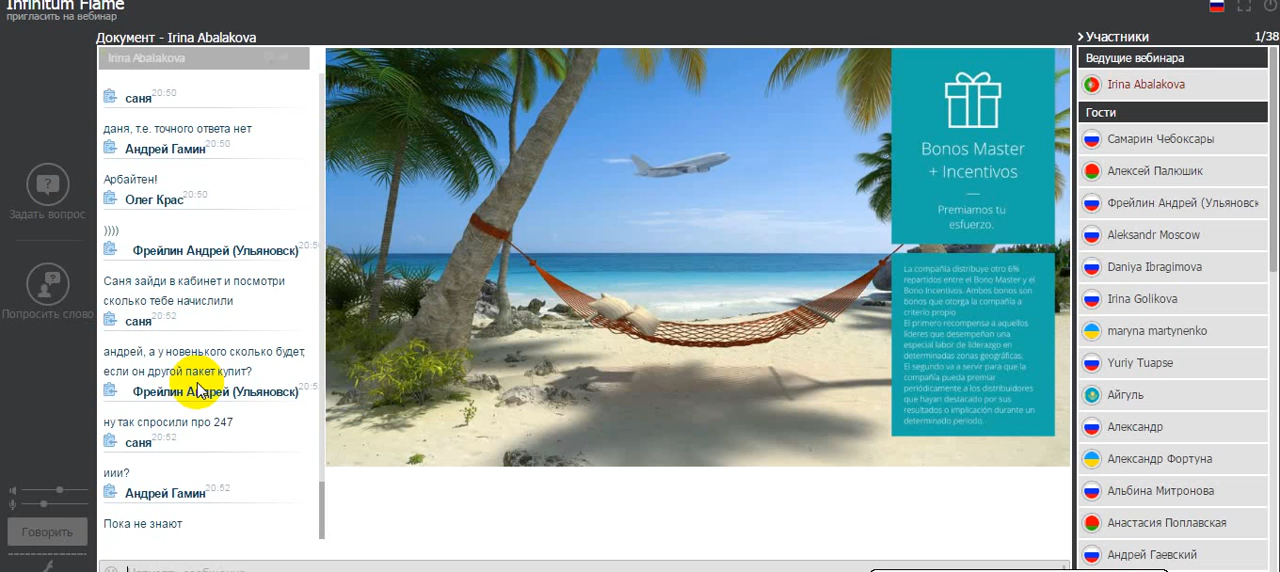 Infinitum Flame
пригласить на вебинар
Документ - Irina Abalakova
Irina Abalakova
саня 20:50
даня, т.е. точного ответа нет
Андрей Гамин 20:50
Арбайтен!
Олег Крас 20:50
))))
Фрейлин Андрей (Ульяновск)
Саня зайди в кабинет и посмотри
сколько тебе начислили
саня 20:52
андрей, а у новенького сколько будет,
если он другой пакет купит?
Фрейлин Андрей (Ульяновск)
ну так спросили про 247
саня 20:52
иии?
Андрей Гамин 20:52
Пока не знают
Задать вопрос
Попросить слово
Говорить
Bonos Master
+ Incentivos
Premiamos tu
esfuerzo.
La compañía distribuye otro 6%
repartidos entre el Bono Master y el
Bono Incentivos. Ambos bonos son
bonos que otorga la compañía a
criterio propio
El primero recompensa a aquellos
líderes que desempeñan una
especial labor de liderazgo en
determinadas zonas geográficas.
El segundo va a servir para que la
compañía pueda premiar
periódicamente a los distribuidores
que hayan destacado por sus
resultados o implicación durante un
determinado periodo.
Участники 1/38
Ведущие вебинара
Irina Abalakova
Гости
Самарин Чебоксары
Алексей Палюшик
Фрейлин Андрей (Ульяновск
Aleksandr Moscow
Daniya Ibragimova
Irina Golikova
maryna martynenko
Yuriy Tuapse
Айгуль
Александр
Александр Фортуна
Альбина Митронова
Анастасия Поплавская
Андрей Гаевский